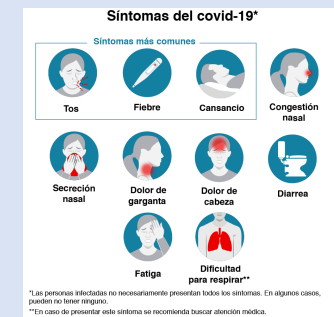 Síntomas del covid-19*
Síntomas más comunes
Tos
Fiebre
Cansancio
Congestión
nasal
Secreción
nasal
Dolor de
garganta
Dolor de
cabeza
Diarrea
Fatiga
Dificultad
para respirar**
*Las personas infectadas no necesariamente presentan todos los síntomas. En algunos casos,
pueden no tener ninguno.
**En caso de presentar este síntoma se recomienda buscar atención médica.